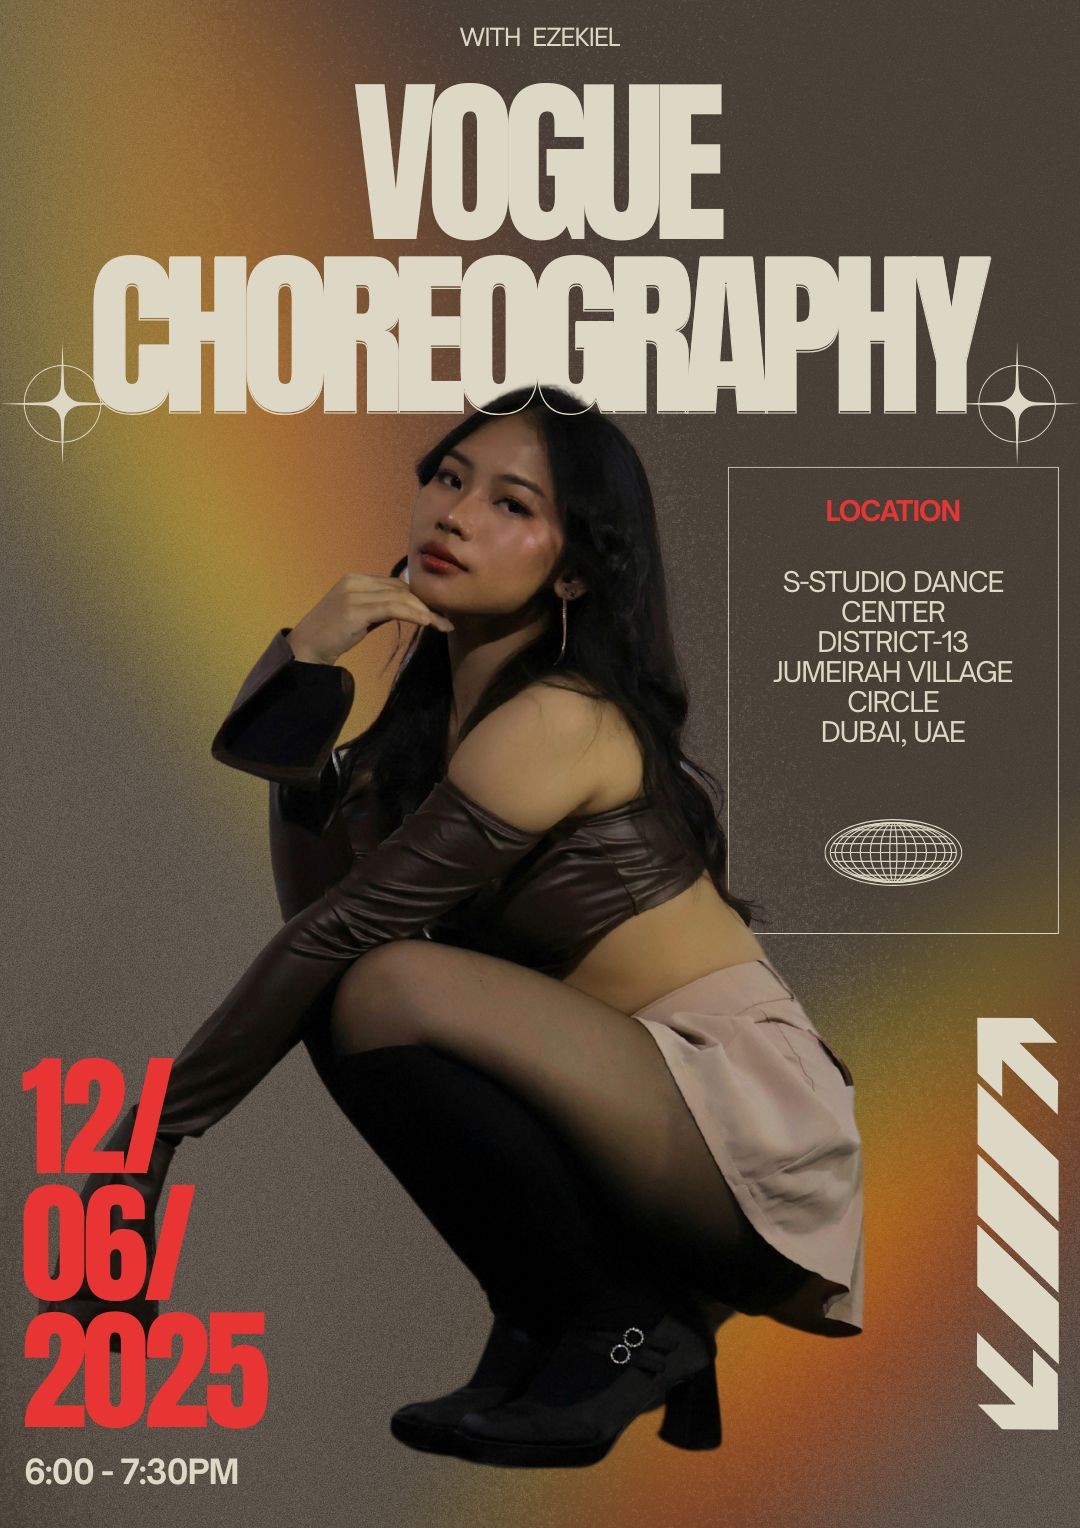 WITH EZEKIEL
VOGUE
CHOREOGRAPHY
LOCATION
S-STUDIO DANCE
CENTER
DISTRICT-13
JUMEIRAH VILLAGE
CIRCLE
DUBAI, UAE
12/
06/
2025
6:00 - 7:30PM